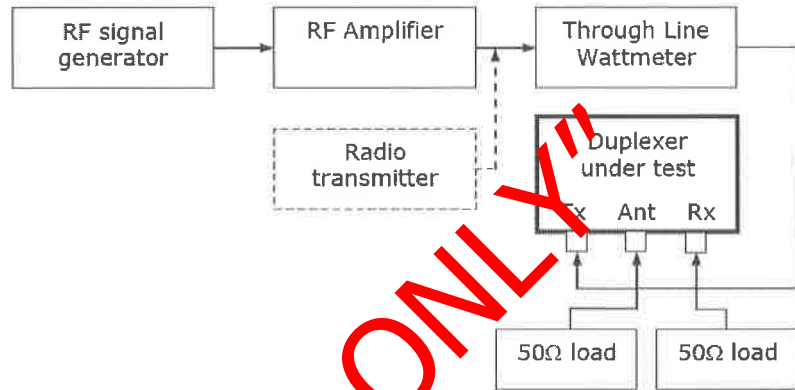 RF signal
generator
RF Amplifier
Through Line
Wattmeter
Radio
transmitter
Duplexer
under test
Tx Ant Rx
50Ω load
50Ω load
ONLY"